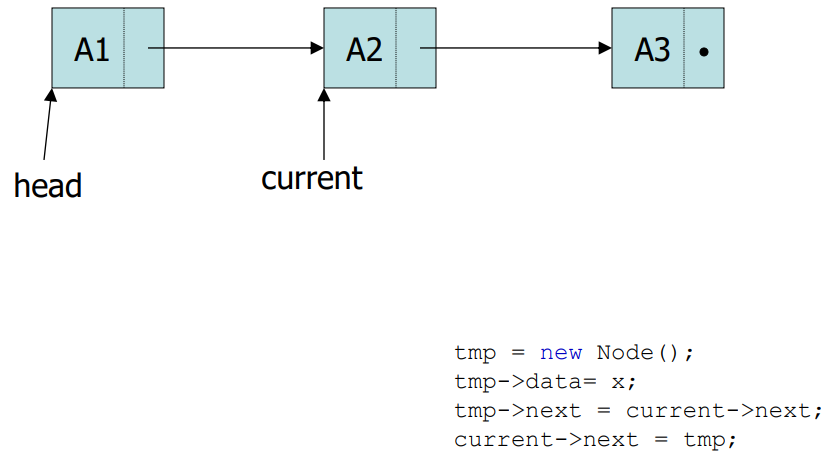 A1
A2
A3
head
current
tmp = new Node();
tmp->data= x;
tmp->next = current->next;
current->next = tmp;